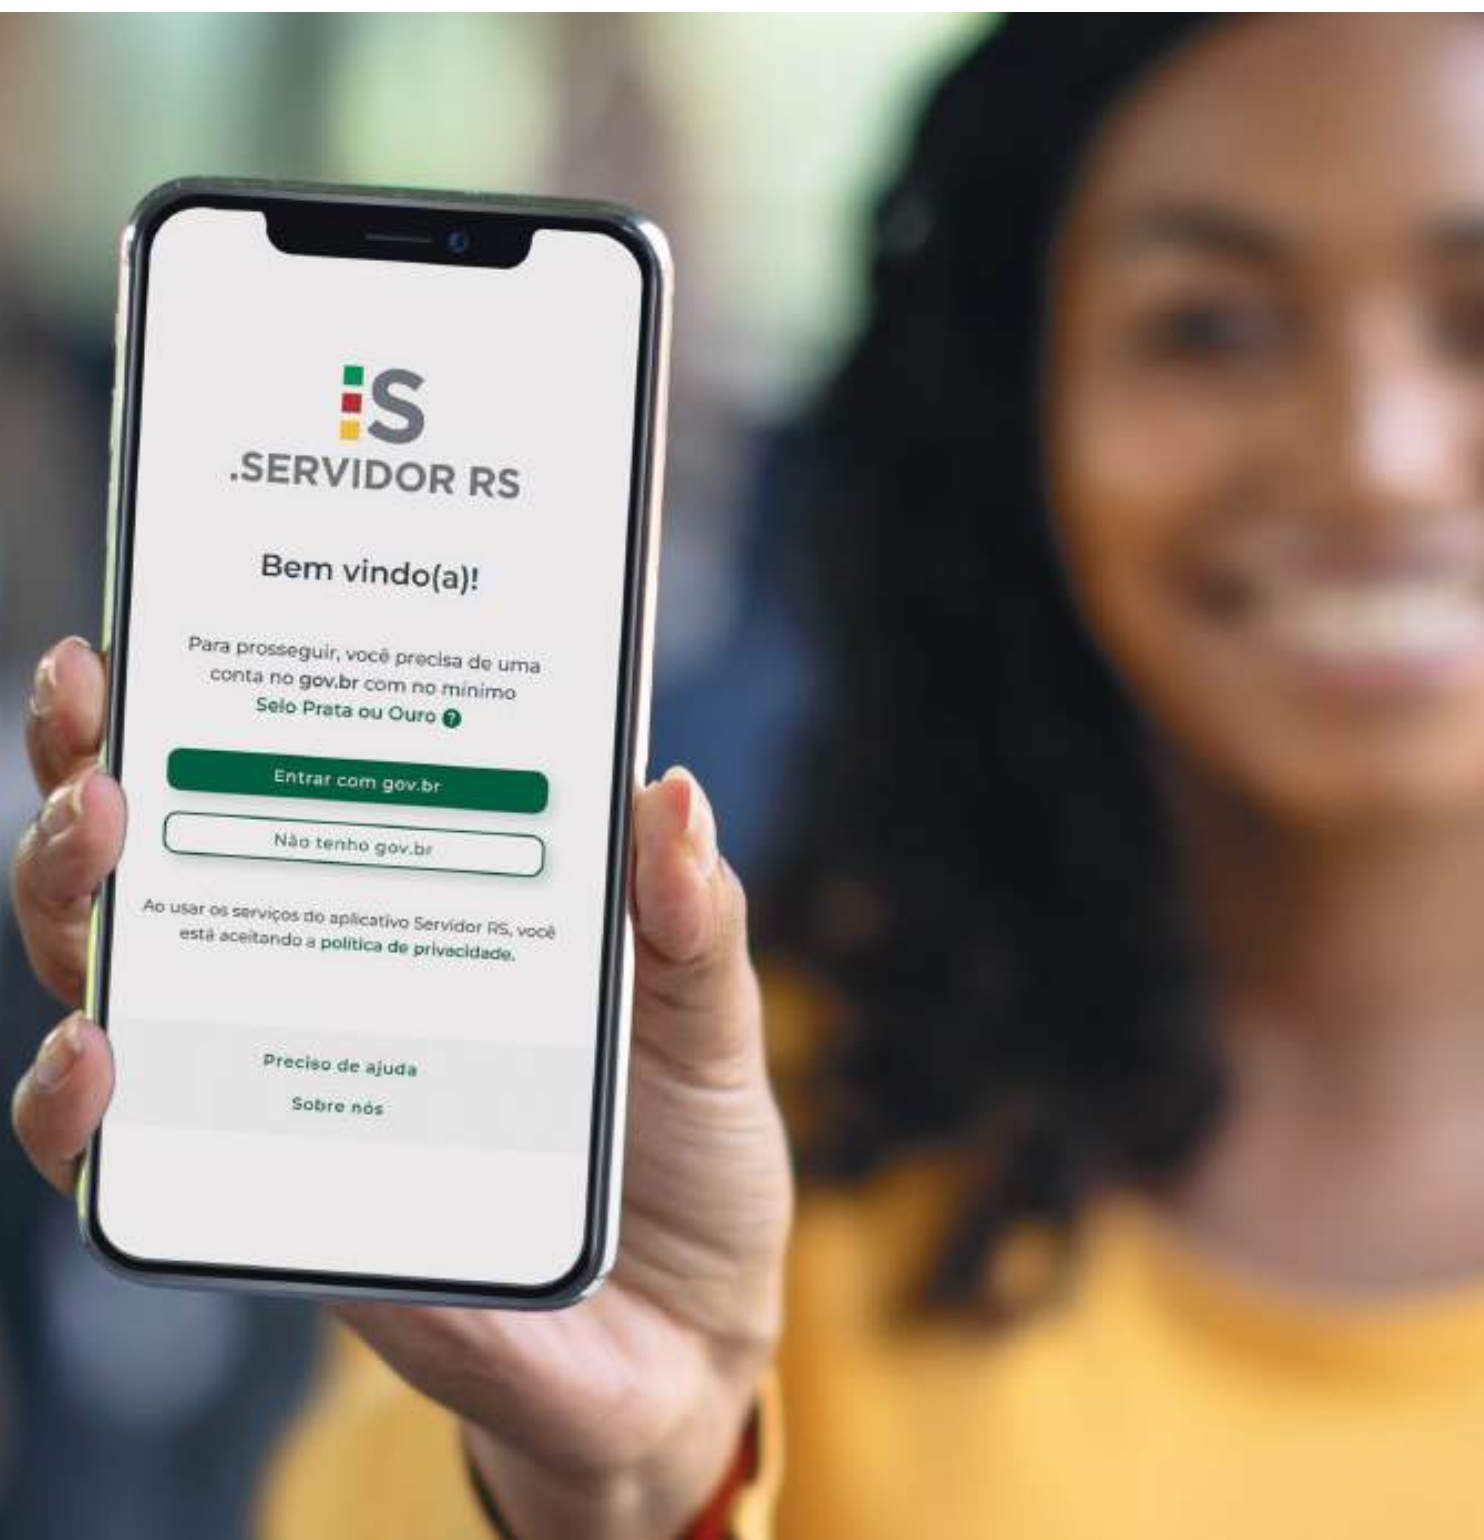 S
.SERVIDOR RS
Bem vindo(a)!
Para prosseguir, você precisa de uma
conta no gov.br com no mínimo
Selo Prata ou Ouro ?
Entrar com gov.br
Não tenho gov.br
Ao usar os serviços do aplicativo Servidor RS, você
está aceitando a política de privacidade.
Preciso de ajuda
Sobre nós